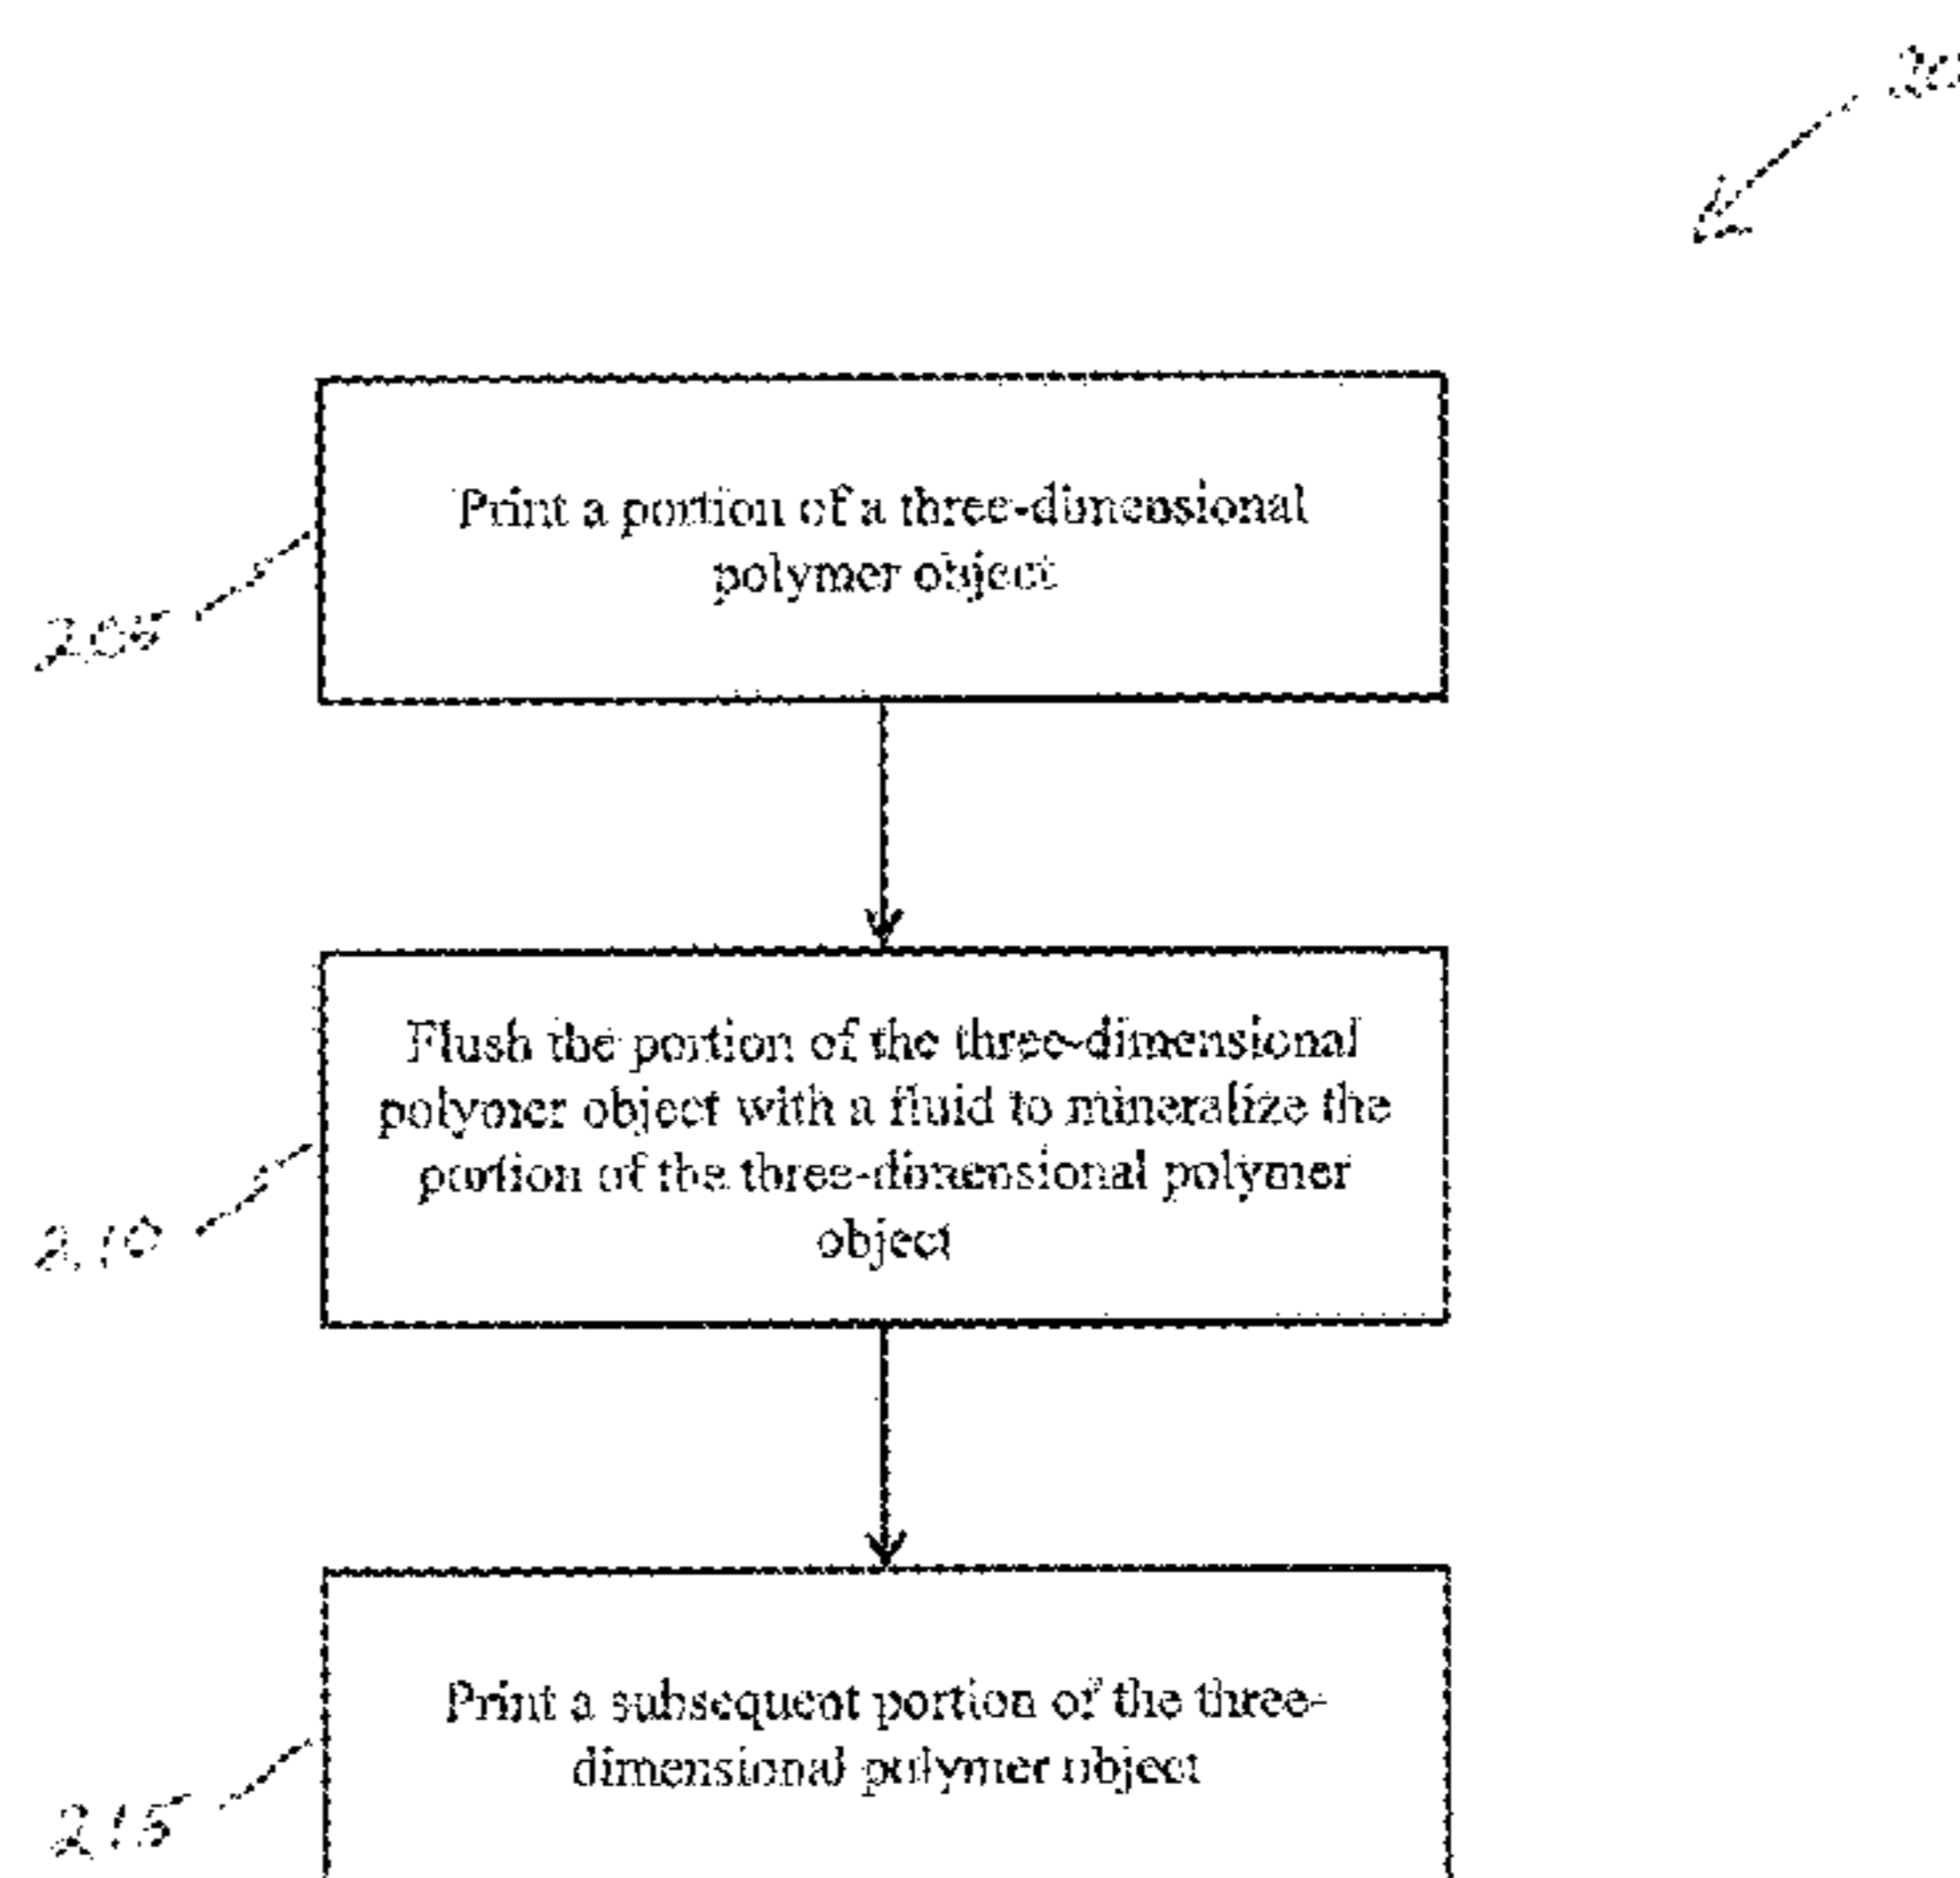 Print a portion of a three-dimensional
polymer object
205
Flush the portion of the three-dimensional
polymer object with a fluid to mineralize the
portion of the three-dimensional polymer
object
210
Print a subsequent portion of the three-
dimensional polymer object
215